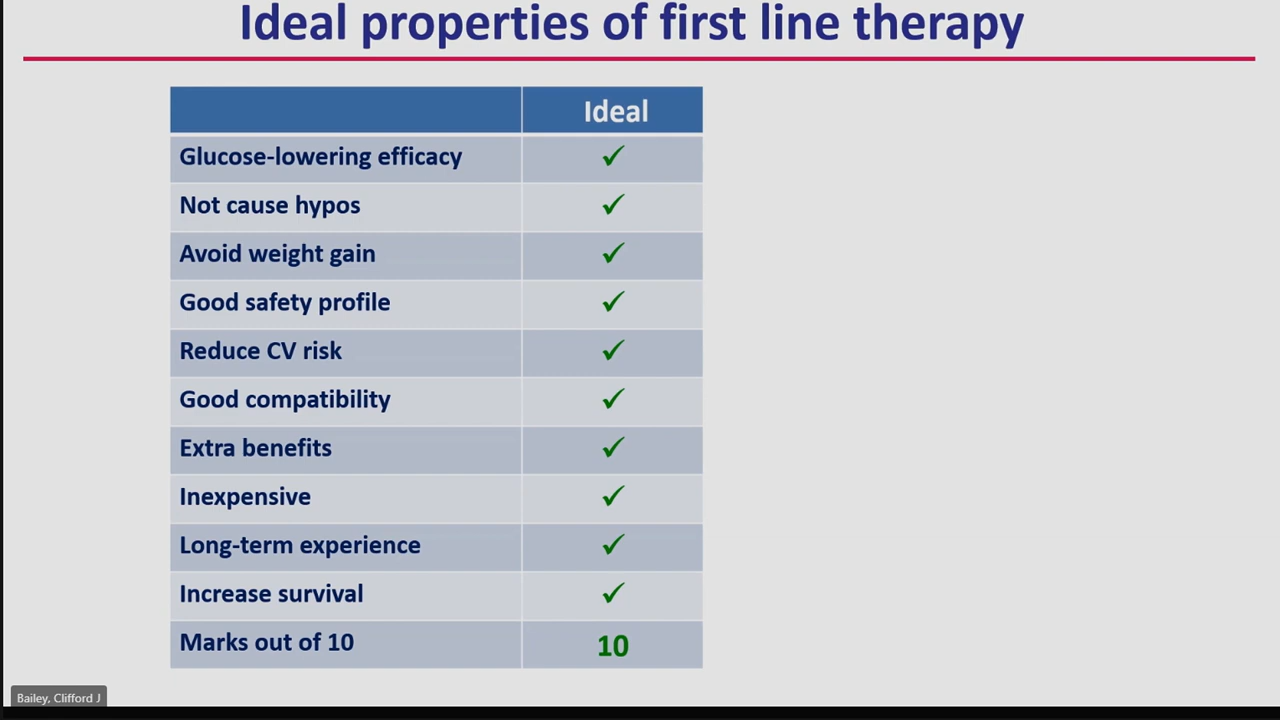 Ideal properties of first line therapy
Ideal
Glucose-lowering efficacy ✓
Not cause hypos ✓
Avoid weight gain ✓
Good safety profile ✓
Reduce CV risk ✓
Good compatibility ✓
Extra benefits ✓
Inexpensive ✓
Long-term experience ✓
Increase survival ✓
Marks out of 10 10
Bailey, Clifford J